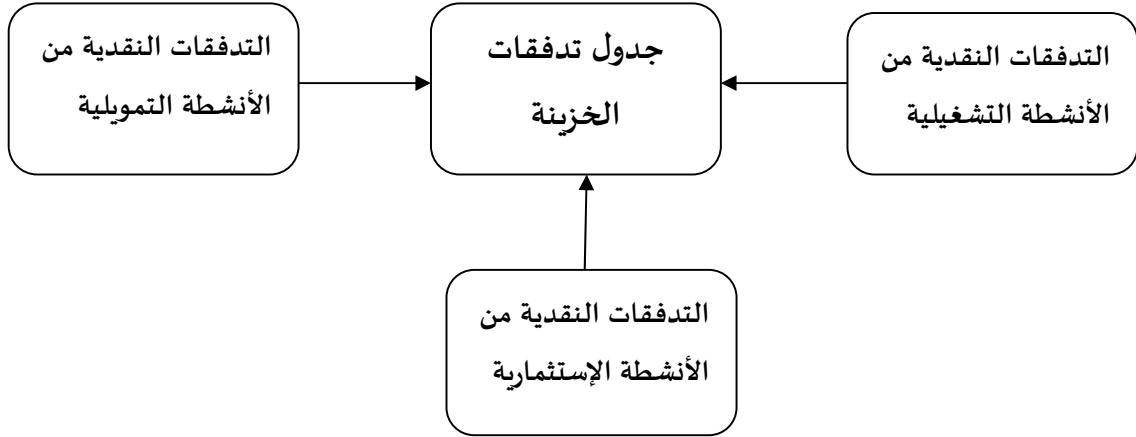 التدفقات النقدية من
الأنشطة التشغيلية
جدول تدفقات
الخزينة
التدفقات النقدية من
الأنشطة التمويلية
التدفقات النقدية من
الأنشطة الإستثمارية